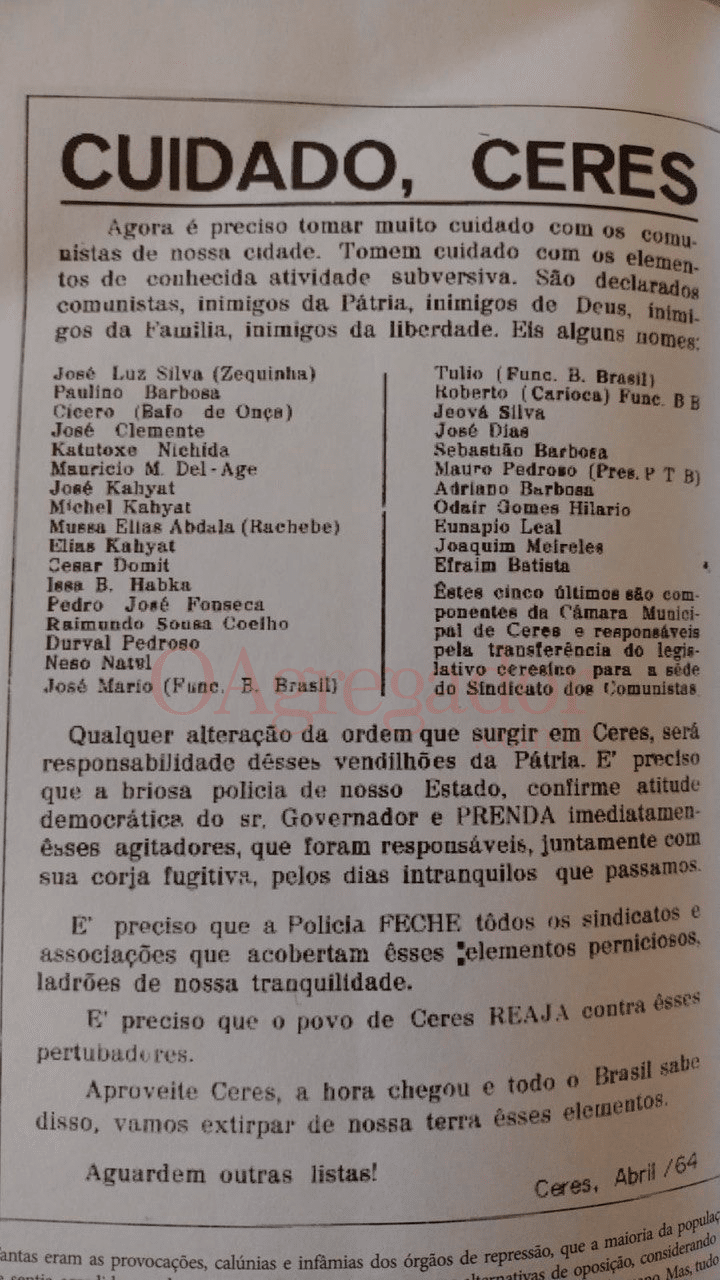 CUIDADO, CERES
Agora é preciso tomar muito cuidado com os comu-
nistas de nossa cidade. Tomem cuidado com os elemen-
tos de conhecida atividade subversiva. São declarados
comunistas, inimigos da Pátria, inimigos de Deus, inimi-
gos da Familia, inimigos da liberdade. Eis alguns nomes:
José Luz Silva (Zequinha)
Paulino Barbosa
Cicero (Bafo de Onça)
José Clemente
Katutoxe Nichida
Mauricio M. Del-Age
José Kahyat
Michel Kahyat
Mussa Elias Abdala (Rachebe)
Elias Kahyat
Cesar Domit
Issa B. Habka
Pedro José Fonseca
Raimundo Sousa Coelho
Durval Pedroso
Neso Natel
José Mario (Func. B. Brasil)
Tulio (Func. B. Brasil)
Roberto (Carioca) Func. B B
Jeová Silva
José Dias
Sebastião Barbosa
Mauro Pedroso (Pres. P T B)
Adriano Barbosa
Odair Gomes Hilario
Eunapio Leal
Joaquim Meireles
Efraim Batista
Êstes cinco últimos são com-
ponentes da Câmara Munici-
pal de Ceres e responsáveis
pela transferência do legis-
lativo ceresino para a séde
do Sindicato dos Comunistas
OAgregador
Qualquer alteração da ordem que surgir em Ceres, será
responsabilidade dêsses vendilhões da Pátria. E' preciso
que a briosa policia de nosso Estado, confirme atitude
democrática do sr. Governador e PRENDA imediatamen-
êsses agitadores, que foram responsáveis, juntamente com
sua corja fugitiva, pelos dias intranquilos que passamos.
E' preciso que a Policia FECHE tôdos os sindicatos e
associações que acobertam êsses elementos perniciosos,
ladrões de nossa tranquilidade.
E' preciso que o povo de Ceres REAJA contra êsses
pertubadores.
Aproveite Ceres, a hora chegou e todo o Brasil sabe
disso, vamos extirpar de nossa terra êsses elementos.
Aguardem outras listas!
Ceres, Abril /64
antas eram as provocações, calúnias e infâmias dos órgãos de repressão, que a maioria da populaç
de oposição, considerando
Mas, tudo